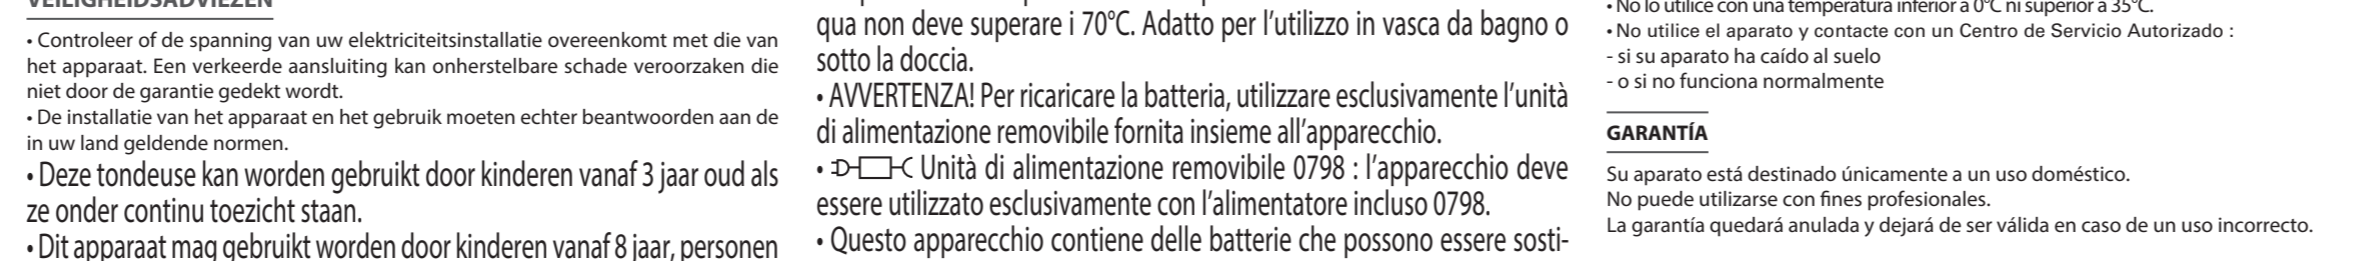 VEILIGHEIDSADVIEZEN
• Controleer of de spanning van uw elektriciteitsinstallatie overeenkomt met die van
het apparaat. Een verkeerde aansluiting kan onherstelbare schade veroorzaken die
niet door de garantie gedekt wordt.
• De installatie van het apparaat en het gebruik moeten echter beantwoorden aan de
in uw land geldende normen.
• Deze tondeuse kan worden gebruikt door kinderen vanaf 3 jaar oud als
ze onder continu toezicht staan.
• Dit apparaat mag gebruikt worden door kinderen vanaf 8 jaar, personen
qua non deve superare i 70°C. Adatto per l’utilizzo in vasca da bagno o
sotto la doccia.
• AVVERTENZA! Per ricaricare la batteria, utilizzare esclusivamente l’unità
di alimentazione removibile fornita insieme all’apparecchio.
• Unità di alimentazione removibile 0798 : l’apparecchio deve
essere utilizzato esclusivamente con l’alimentatore incluso 0798.
• Questo apparecchio contiene delle batterie che possono essere sosti-
• No lo utilice con una temperatura inferior a 0°C ni superior a 35°C.
• No utilice el aparato y contacte con un Centro de Servicio Autorizado :
- si su aparato ha caído al suelo
- o si no funciona normalmente
GARANTÍA
Su aparato está destinado únicamente a un uso doméstico.
No puede utilizarse con fines profesionales.
La garantía quedará anulada y dejará de ser válida en caso de un uso incorrecto.